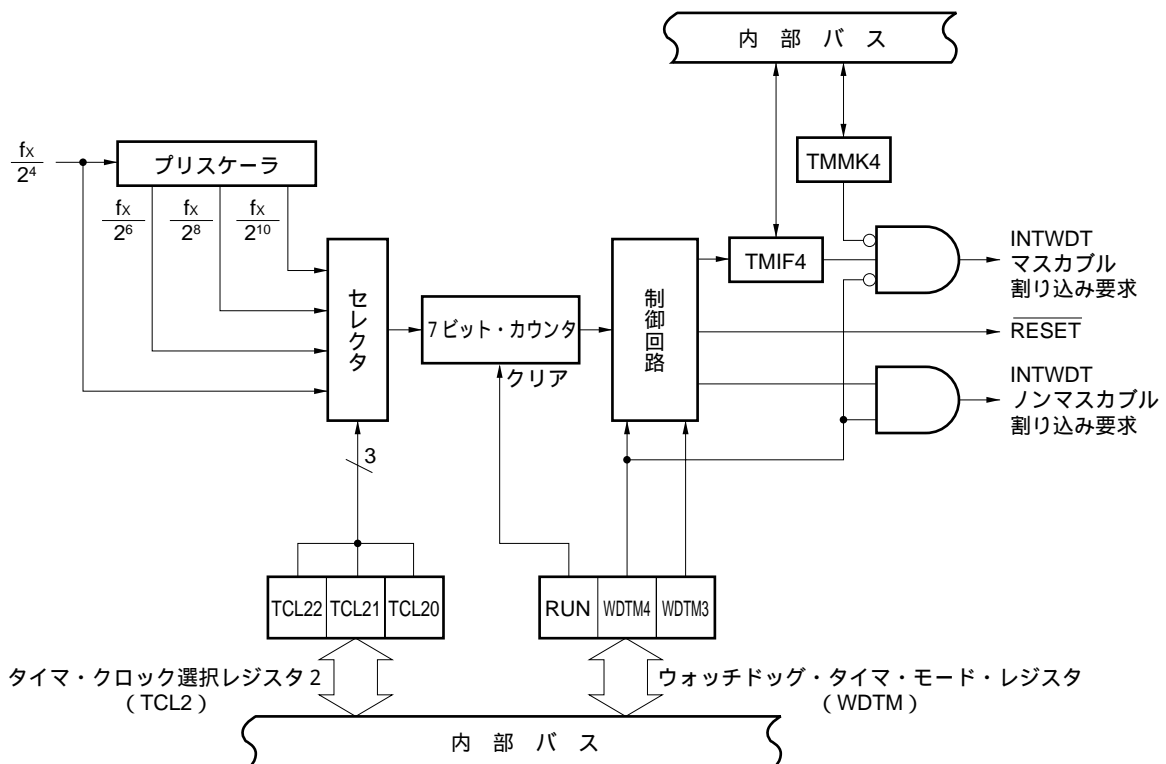 内 部 バ ス
fX
2⁴
プリスケーラ
TMMK4
fX
2⁶
fX
2⁸
fX
2¹⁰
INTWDT
マスカブル
割り込み要求
TMIF4
セレクタ
7ビット・カウンタ
制御回路
RESET
クリア
INTWDT
ノンマスカブル
割り込み要求
3
TCL22 TCL21 TCL20
RUN WDTM4 WDTM3
タイマ・クロック選択レジスタ2
(TCL2)
ウォッチドッグ・タイマ・モード・レジスタ
(WDTM)
内 部 バ ス